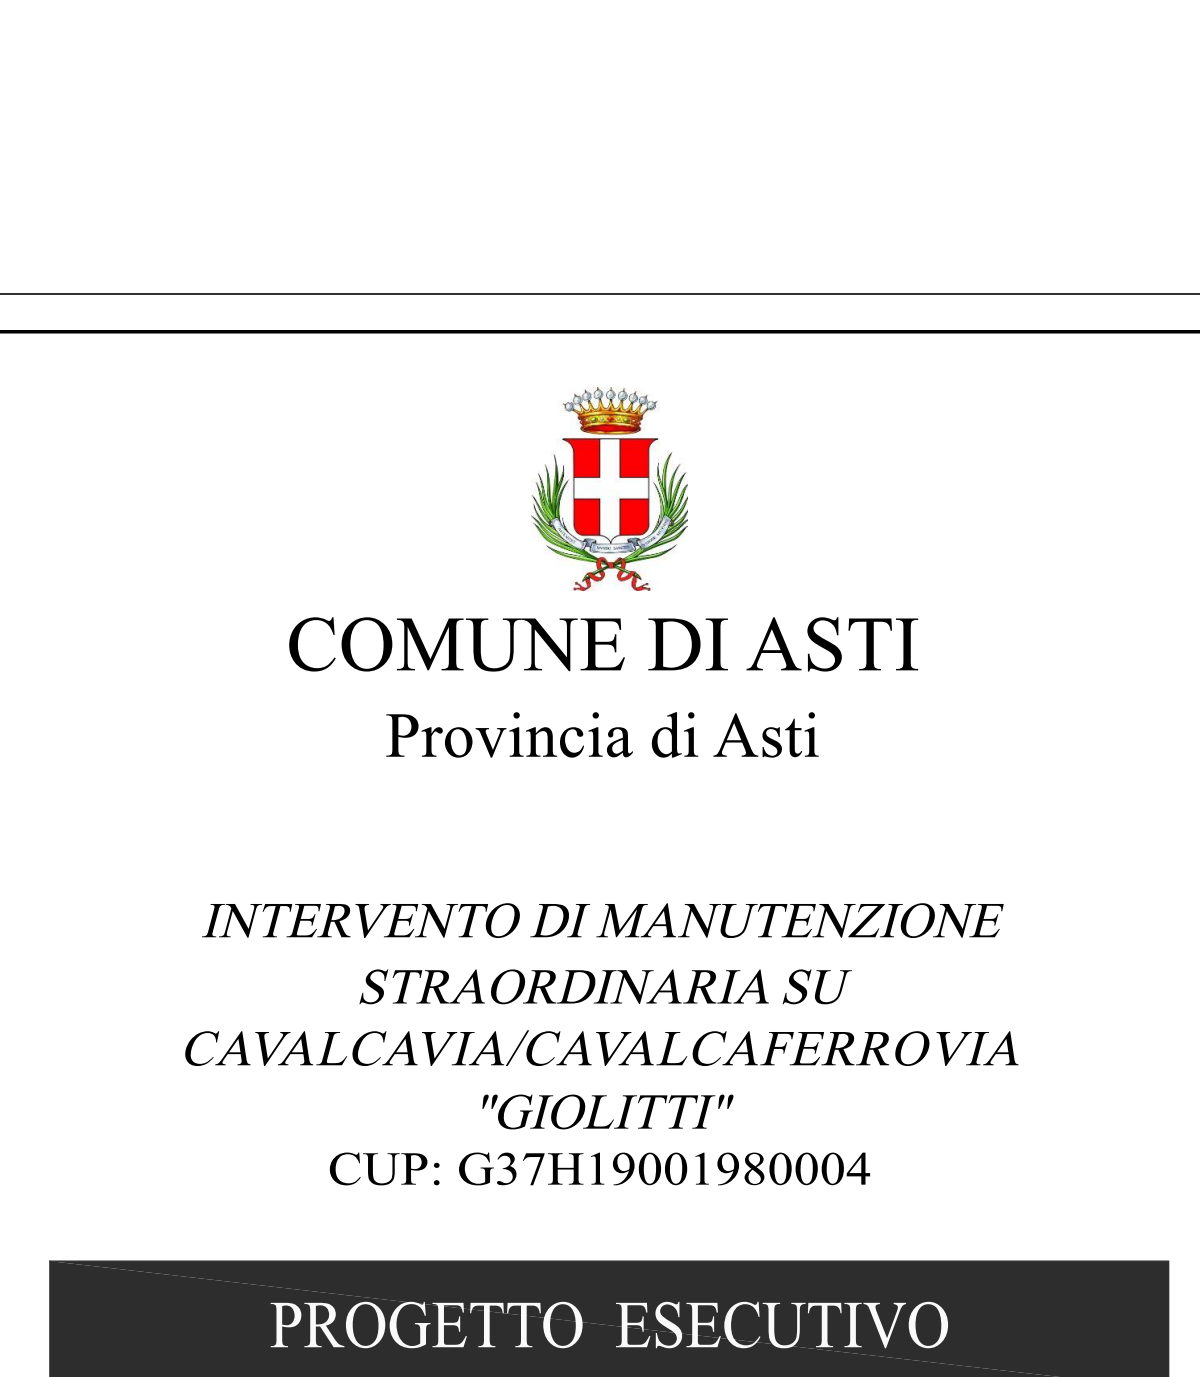 COMUNE DI ASTI
Provincia di Asti
INTERVENTO DI MANUTENZIONE
STRAORDINARIA SU
CAVALCAVIA/CAVALCAFERROVIA
"GIOLITTI"
CUP: G37H19001980004
PROGETTO ESECUTIVO